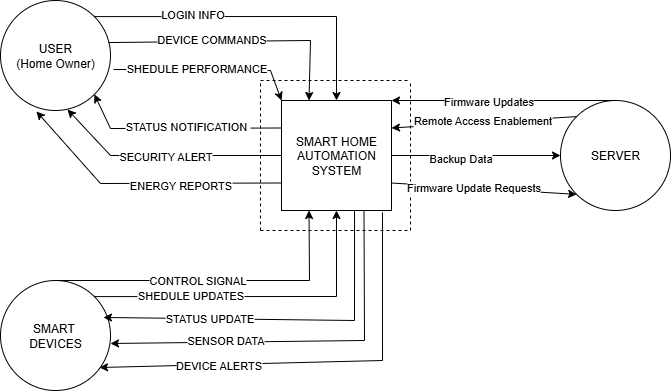 LOGIN INFO
DEVICE COMMANDS
USER
(Home Owner)
SHEDULE PERFORMANCE
Firmware Updates
Remote Access Enablement
STATUS NOTIFICATION
SMART HOME
AUTOMATION
SYSTEM
SECURITY ALERT
Backup Data
SERVER
ENERGY REPORTS
Firmware Update Requests
CONTROL SIGNAL
SHEDULE UPDATES
STATUS UPDATE
SMART
DEVICES
SENSOR DATA
DEVICE ALERTS